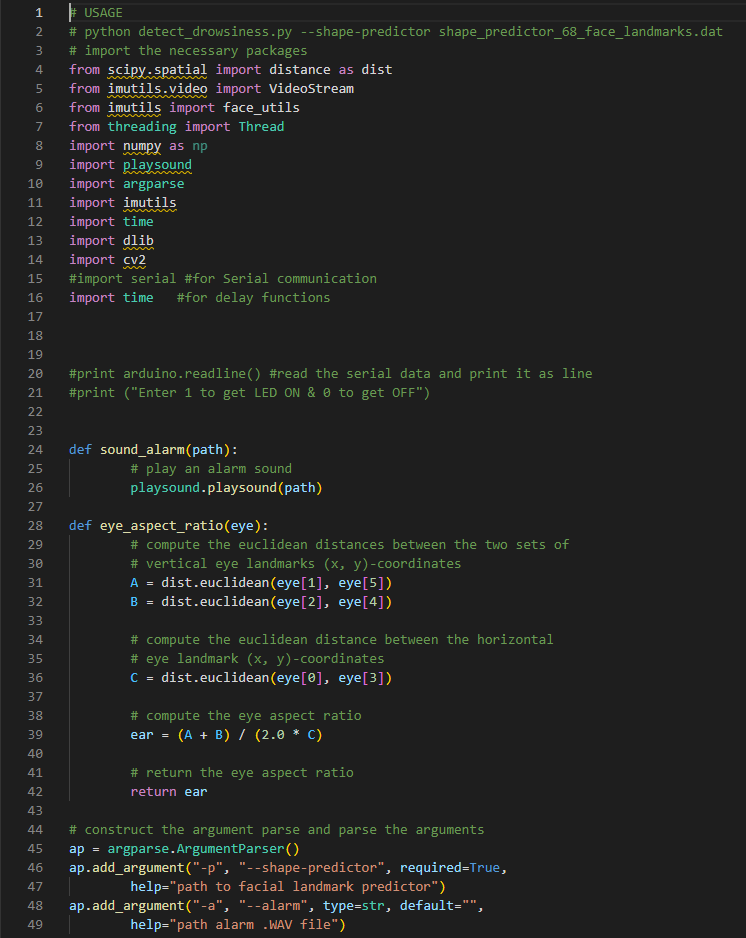 1 # USAGE
2 # python detect_drowsiness.py --shape-predictor shape_predictor_68_face_landmarks.dat
3 # import the necessary packages
4 from scipy.spatial import distance as dist
5 from imutils.video import VideoStream
6 from imutils import face_utils
7 from threading import Thread
8 import numpy as np
9 import playsound
10 import argparse
11 import imutils
12 import time
13 import dlib
14 import cv2
15 #import serial #for Serial communication
16 import time   #for delay functions
17
18
19
20 #print arduino.readline() #read the serial data and print it as line
21 #print ("Enter 1 to get LED ON & 0 to get OFF")
22
23
24 def sound_alarm(path):
25         # play an alarm sound
26         playsound.playsound(path)
27
28 def eye_aspect_ratio(eye):
29         # compute the euclidean distances between the two sets of
30         # vertical eye landmarks (x, y)-coordinates
31         A = dist.euclidean(eye[1], eye[5])
32         B = dist.euclidean(eye[2], eye[4])
33
34         # compute the euclidean distance between the horizontal
35         # eye landmark (x, y)-coordinates
36         C = dist.euclidean(eye[0], eye[3])
37
38         # compute the eye aspect ratio
39         ear = (A + B) / (2.0 * C)
40
41         # return the eye aspect ratio
42         return ear
43
44 # construct the argument parse and parse the arguments
45 ap = argparse.ArgumentParser()
46 ap.add_argument("-p", "--shape-predictor", required=True,
47         help="path to facial landmark predictor")
48 ap.add_argument("-a", "--alarm", type=str, default="",
49         help="path alarm .WAV file")